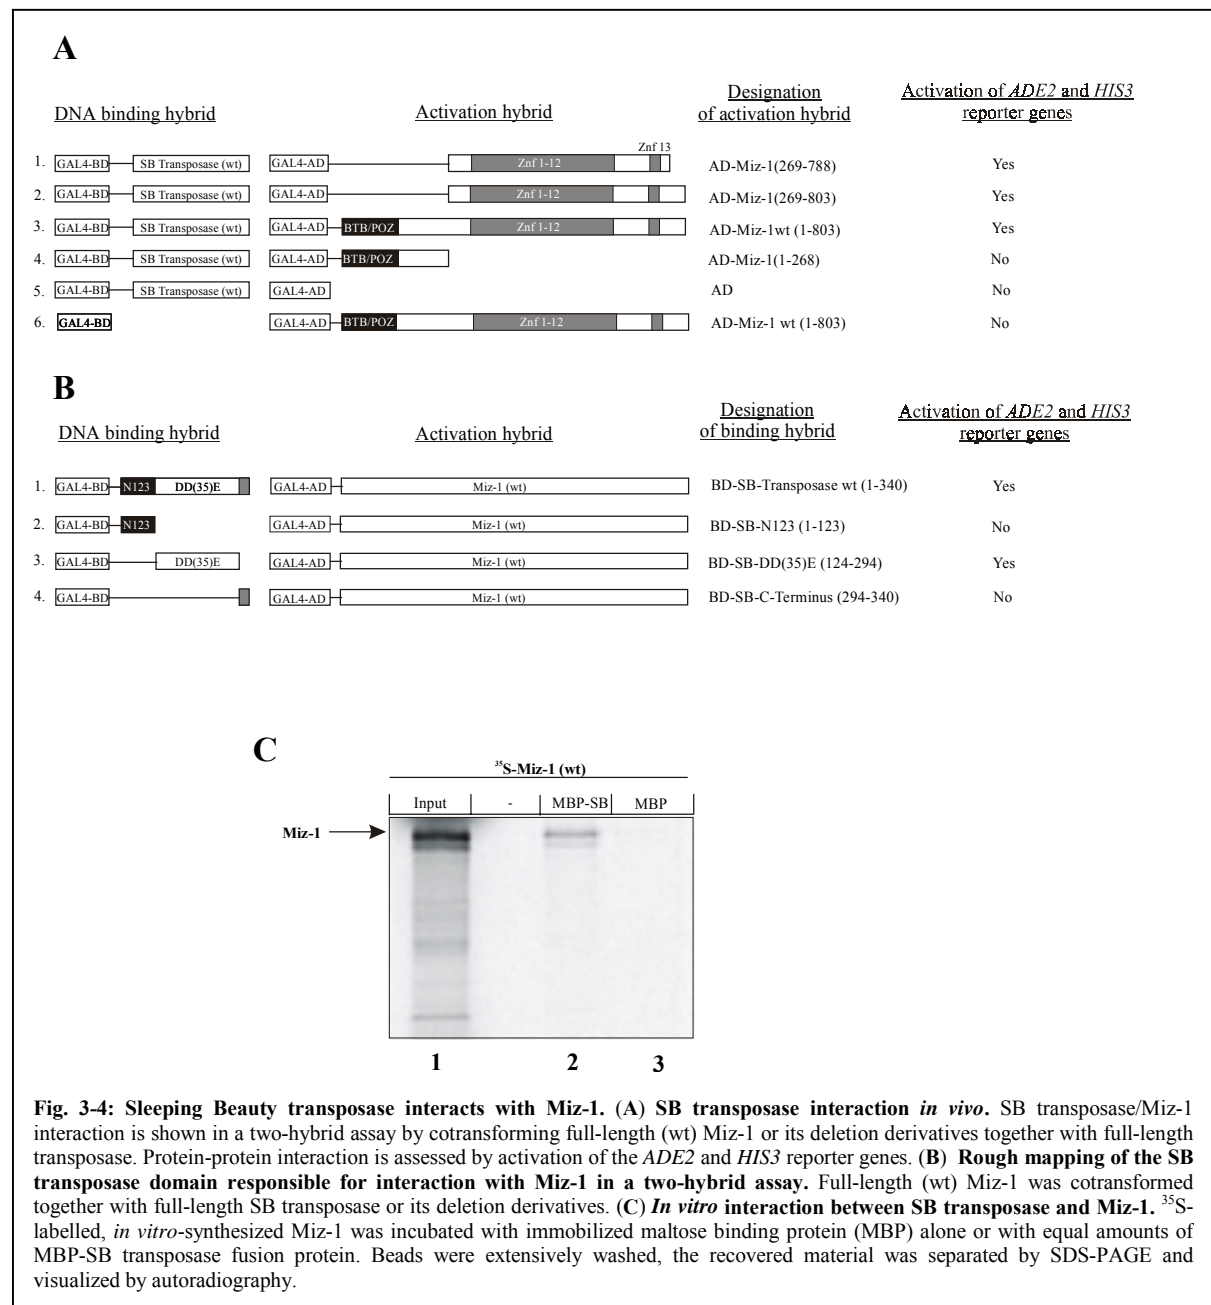 A
DNA binding hybrid
Activation hybrid
Designation
of activation hybrid
Activation of ADE2 and HIS3
reporter genes
Znf 13
1. GAL4-BD SB Transposase (wt) GAL4-AD Znf 1-12 AD-Miz-1(269-788) Yes
2. GAL4-BD SB Transposase (wt) GAL4-AD Znf 1-12 AD-Miz-1(269-803) Yes
3. GAL4-BD SB Transposase (wt) GAL4-AD BTB/POZ Znf 1-12 AD-Miz-1wt (1-803) Yes
4. GAL4-BD SB Transposase (wt) GAL4-AD BTB/POZ AD-Miz-1(1-268) No
5. GAL4-BD SB Transposase (wt) GAL4-AD AD No
6. GAL4-BD GAL4-AD BTB/POZ Znf 1-12 AD-Miz-1 wt (1-803) No
B
DNA binding hybrid
Activation hybrid
Designation
of binding hybrid
Activation of ADE2 and HIS3
reporter genes
1. GAL4-BD N123 DD(35)E GAL4-AD Miz-1 (wt) BD-SB-Transposase wt (1-340) Yes
2. GAL4-BD N123 GAL4-AD Miz-1 (wt) BD-SB-N123 (1-123) No
3. GAL4-BD DD(35)E GAL4-AD Miz-1 (wt) BD-SB-DD(35)E (124-294) Yes
4. GAL4-BD GAL4-AD Miz-1 (wt) BD-SB-C-Terminus (294-340) No
C
³⁵S-Miz-1 (wt)
Input - MBP-SB MBP
Miz-1
1 2 3
Fig. 3-4: Sleeping Beauty transposase interacts with Miz-1. (A) SB transposase interaction in vivo. SB transposase/Miz-1
interaction is shown in a two-hybrid assay by cotransforming full-length (wt) Miz-1 or its deletion derivatives together with full-length
transposase. Protein-protein interaction is assessed by activation of the ADE2 and HIS3 reporter genes. (B) Rough mapping of the SB
transposase domain responsible for interaction with Miz-1 in a two-hybrid assay. Full-length (wt) Miz-1 was cotransformed
together with full-length SB transposase or its deletion derivatives. (C) In vitro interaction between SB transposase and Miz-1. ³⁵S-
labelled, in vitro-synthesized Miz-1 was incubated with immobilized maltose binding protein (MBP) alone or with equal amounts of
MBP-SB transposase fusion protein. Beads were extensively washed, the recovered material was separated by SDS-PAGE and
visualized by autoradiography.